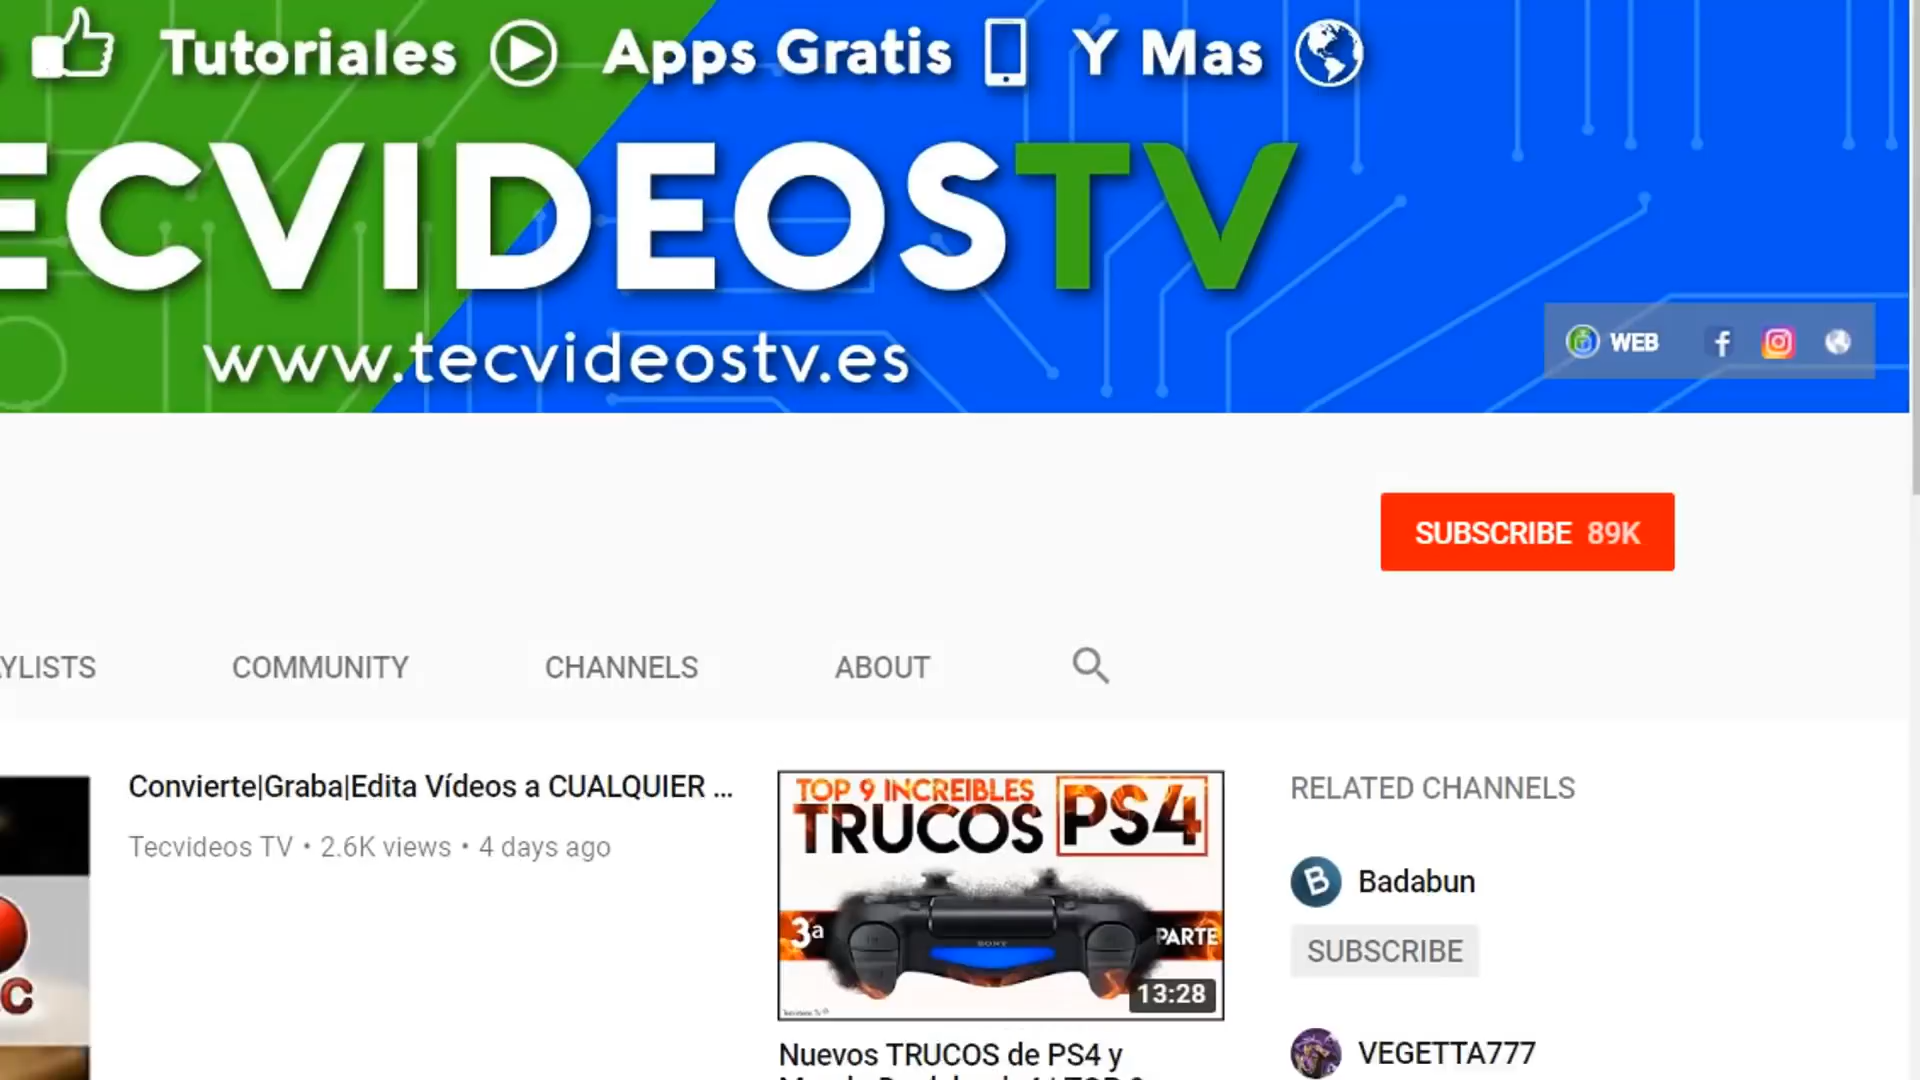 Tutoriales Apps Gratis Y Mas
ECVIDEOSTV
www.tecvideostv.es
WEB
SUBSCRIBE 89K
YLISTS COMMUNITY CHANNELS ABOUT
Convierte|Graba|Edita Vídeos a CUALQUIER ...
Tecvideos TV • 2.6K views • 4 days ago
TOP 9 INCREIBLES
TRUCOS PS4
3ª PARTE
SONY
13:28
Nuevos TRUCOS de PS4 y
RELATED CHANNELS
Badabun
SUBSCRIBE
VEGETTA777